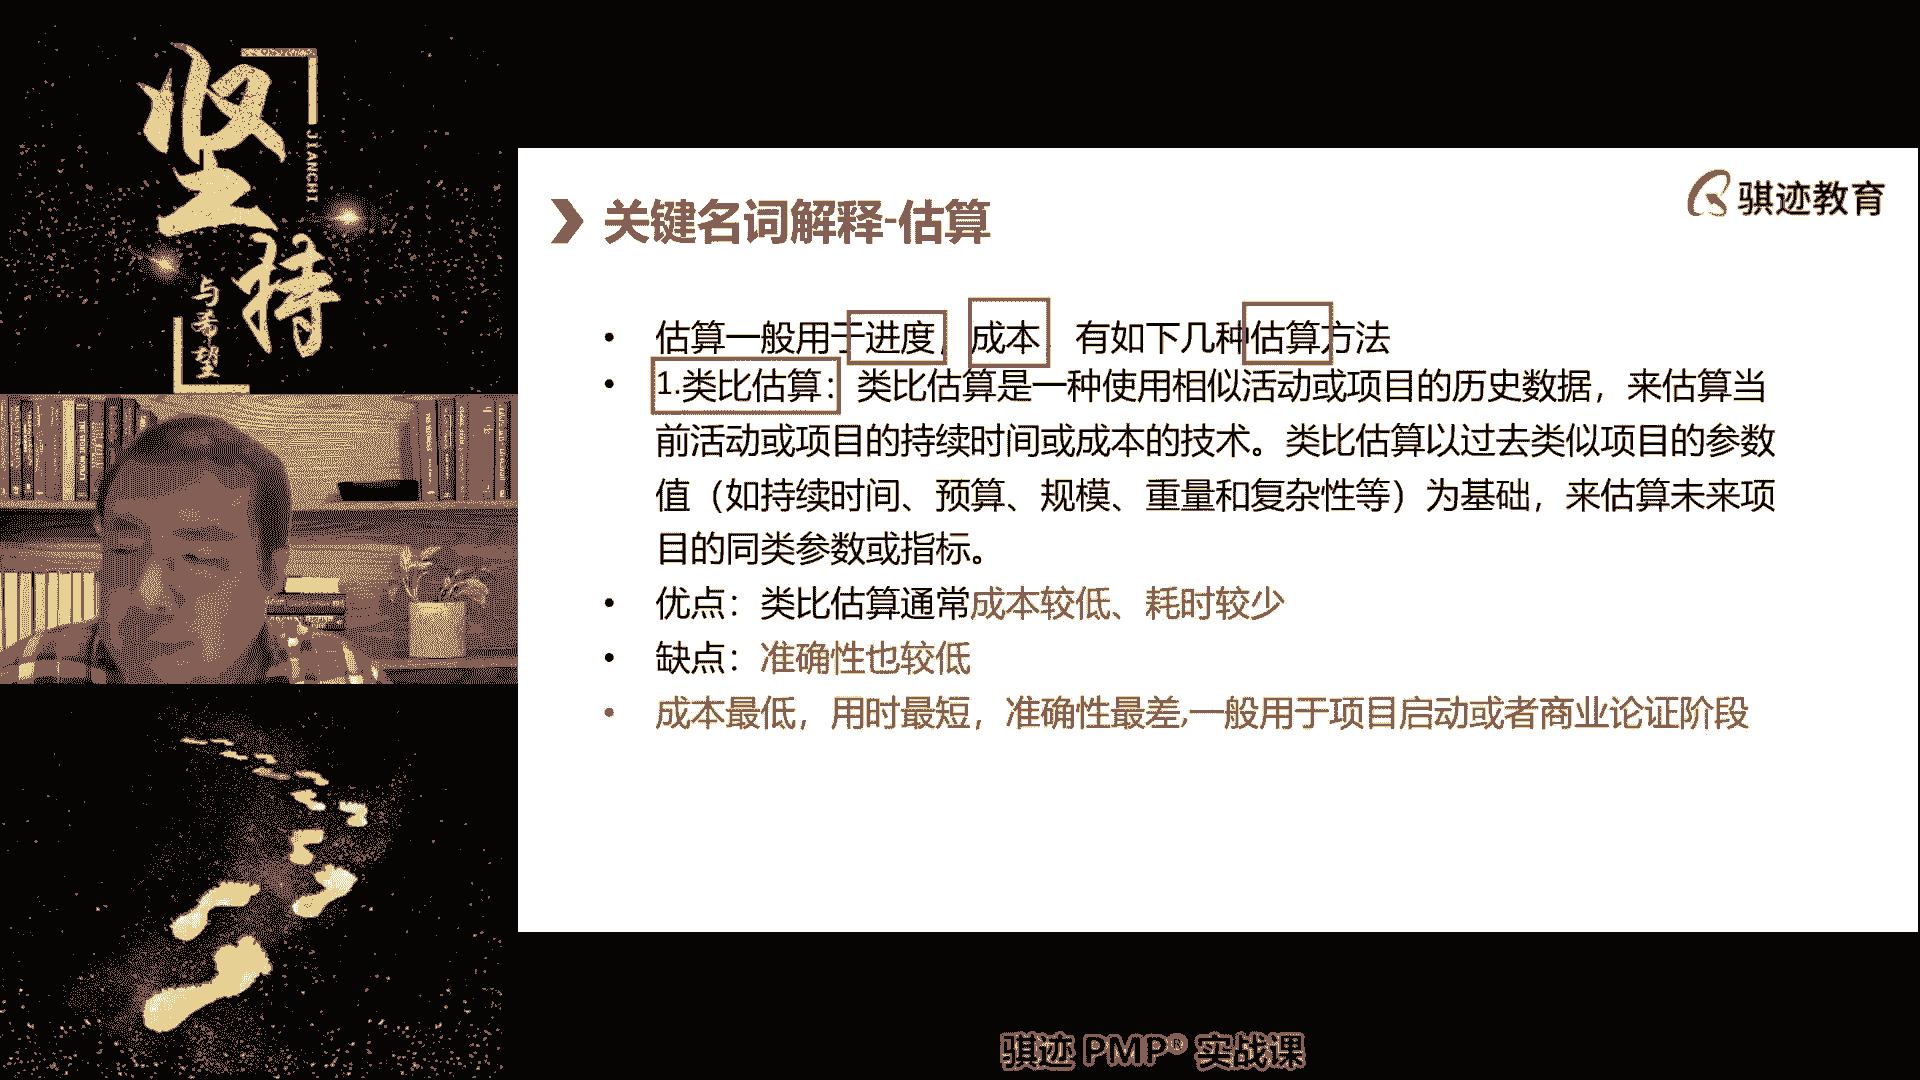 坚持
JIANCHI
与希望
骐迹教育
关键名词解释-估算
• 估算一般用于进度，成本，有如下几种估算方法
• 1.类比估算：类比估算是一种使用相似活动或项目的历史数据，来估算当
前活动或项目的持续时间或成本的技术。类比估算以过去类似项目的参数
值（如持续时间、预算、规模、重量和复杂性等）为基础，来估算未来项
目的同类参数或指标。
• 优点：类比估算通常成本较低、耗时较少
• 缺点：准确性也较低
• 成本最低，用时最短，准确性最差,一般用于项目启动或者商业论证阶段
骐迹 PMP® 实战课